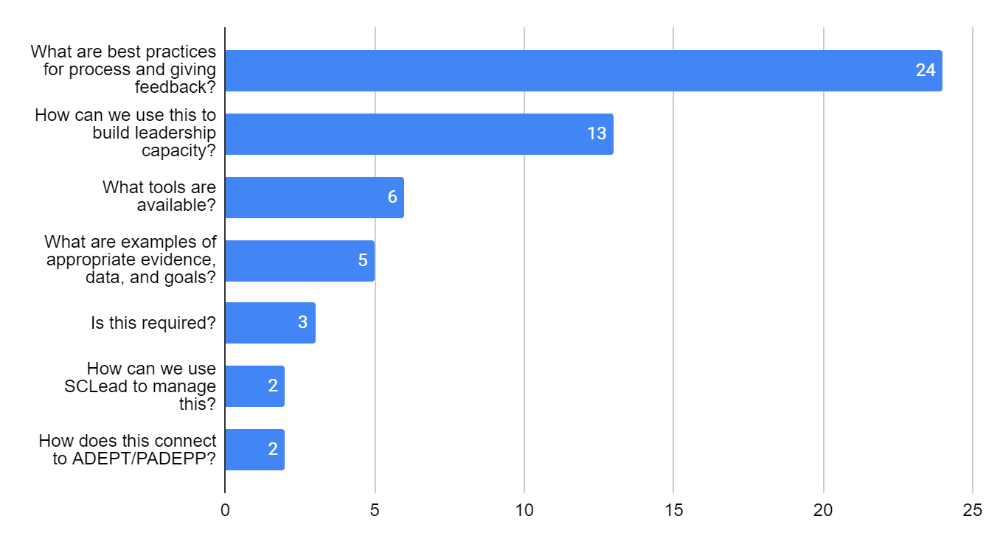 What are best practices
for process and giving
feedback?
24
How can we use this to
build leadership
capacity?
13
What tools are
available?
6
What are examples of
appropriate evidence,
data, and goals?
5
Is this required?
3
How can we use
SCLead to manage
this?
2
How does this connect
to ADEPT/PADEPP?
2
0 5 10 15 20 25